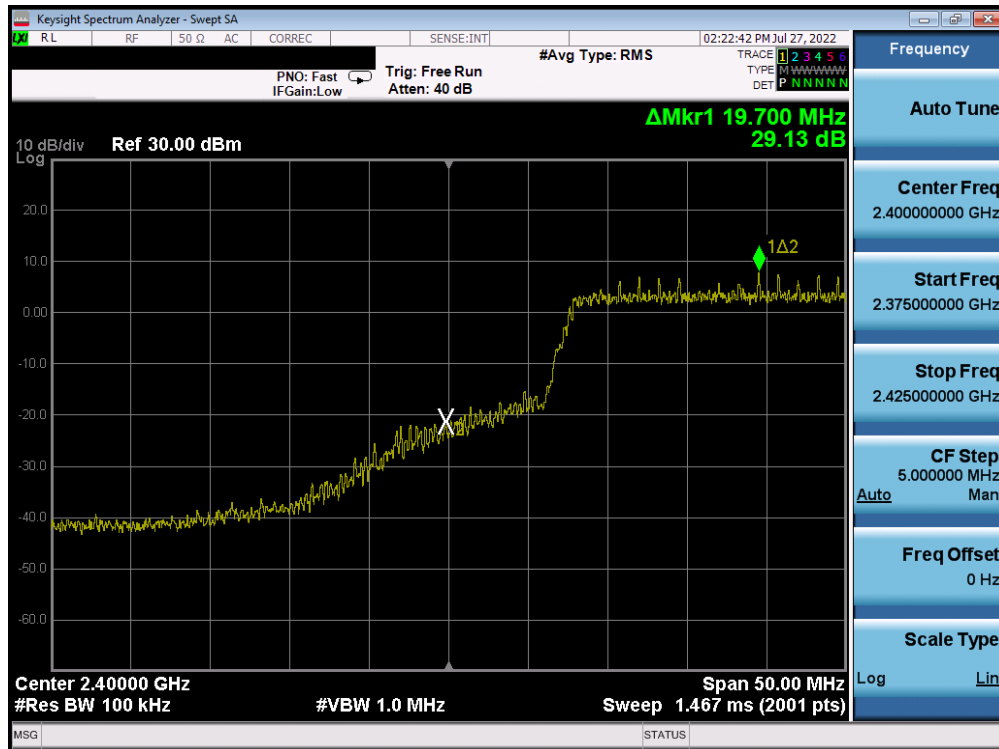 Keysight Spectrum Analyzer - Swept SA
LXI RL RF 50 Ω AC CORREC SENSE:INT 02:22:42 PM Jul 27, 2022
PNO: Fast
IFGain:Low
Trig: Free Run
Atten: 40 dB
#Avg Type: RMS
TRACE 1 2 3 4 5 6
TYPE M W W W W W
DET P N N N N N
ΔMkr1 19.700 MHz
29.13 dB
10 dB/div Ref 30.00 dBm
Log
20.0
10.0
0.00
-10.0
-20.0
-30.0
-40.0
-50.0
-60.0
1Δ2
X2
Center 2.40000 GHz Span 50.00 MHz
#Res BW 100 kHz #VBW 1.0 MHz Sweep 1.467 ms (2001 pts)
MSG STATUS
Frequency
Auto Tune
Center Freq
2.400000000 GHz
Start Freq
2.375000000 GHz
Stop Freq
2.425000000 GHz
CF Step
5.000000 MHz
Auto Man
Freq Offset
0 Hz
Scale Type
Log Lin